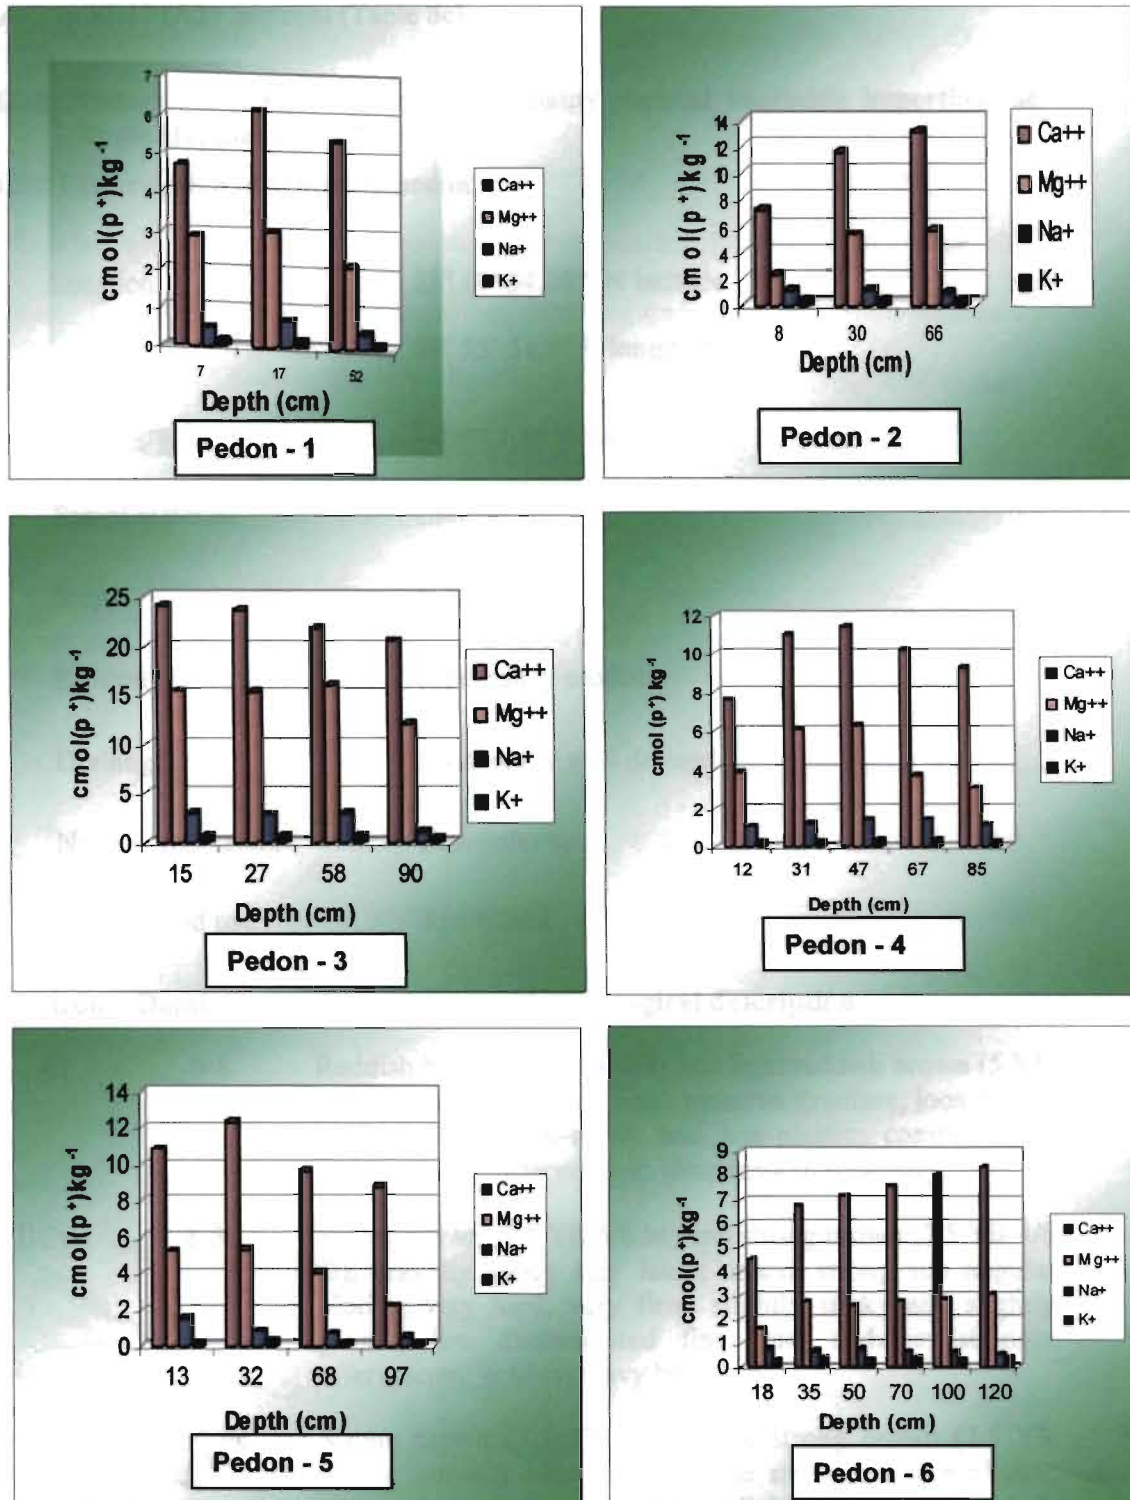 7
6
5
4
3
2
1
0
cmol(p+)kg-1
7 17 52
Depth (cm)
Ca++
Mg++
Na+
K+
Pedon - 1
14
12
10
8
6
4
2
0
cmol(p+)kg-1
8 30 66
Depth (cm)
Ca++
Mg++
Na+
K+
Pedon - 2
25
20
15
10
5
0
cmol(p+)kg-1
15 27 58 90
Depth (cm)
Ca++
Mg++
Na+
K+
Pedon - 3
12
10
8
6
4
2
0
cmol (p+) kg-1
12 31 47 67 85
Depth (cm)
Ca++
Mg++
Na+
K+
Pedon - 4
14
12
10
8
6
4
2
0
cmol(p+)kg-1
13 32 68 97
Depth (cm)
Ca++
Mg++
Na+
K+
Pedon - 5
9
8
7
6
5
4
3
2
1
0
cmol(p+)kg-1
18 35 50 70 100 120
Depth (cm)
Ca++
Mg++
Na+
K+
Pedon - 6